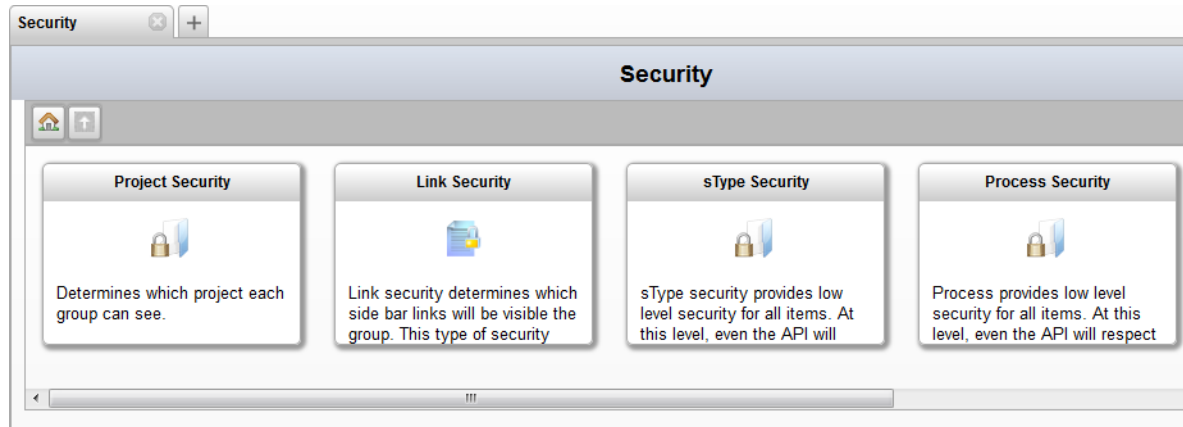 Security
Security
Project Security
Determines which project each
group can see.
Link Security
Link security determines which
side bar links will be visible the
group. This type of security
sType Security
sType security provides low
level security for all items. At
this level, even the API will
Process Security
Process provides low level
security for all items. At this
level, even the API will respect